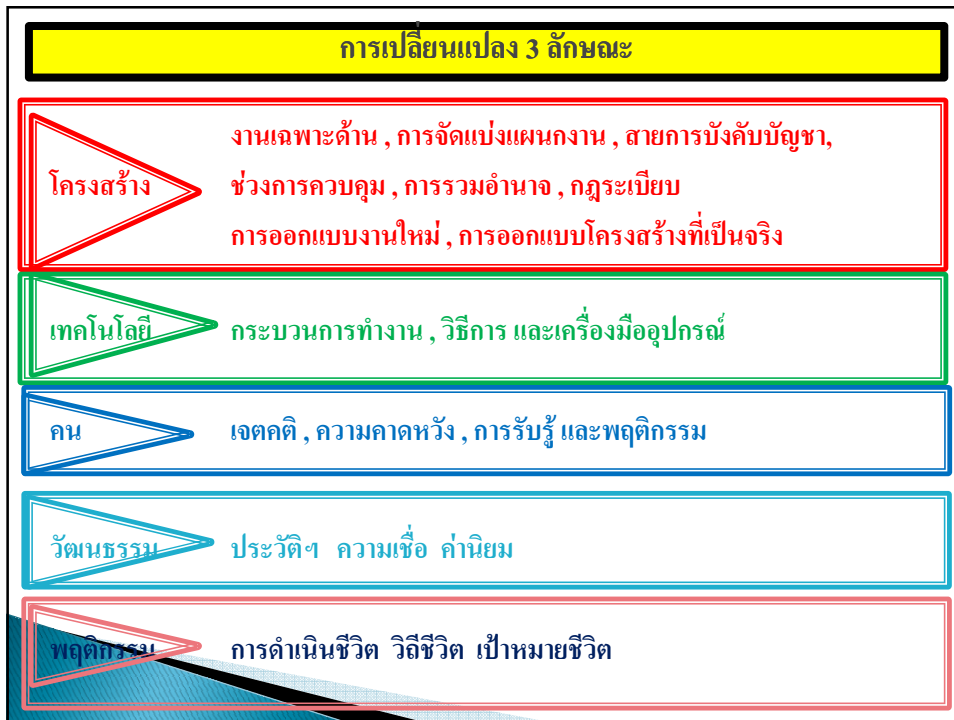 การเปลี่ยนแปลง 3 ลักษณะ
โครงสร้าง
งานเฉพาะด้าน , การจัดแบ่งแผนกงาน , สายการบังคับบัญชา,
ช่วงการควบคุม , การรวมอำนาจ , กฎระเบียบ
การออกแบบงานใหม่ , การออกแบบโครงสร้างที่เป็นจริง
เทคโนโลยี กระบวนการทำงาน , วิธีการ และเครื่องมืออุปกรณ์
คน เจตคติ , ความคาดหวัง , การรับรู้ และพฤติกรรม
วัฒนธรรม ประวัติฯ ความเชื่อ ค่านิยม
พฤติกรรม การดำเนินชีวิต วิถีชีวิต เป้าหมายชีวิต